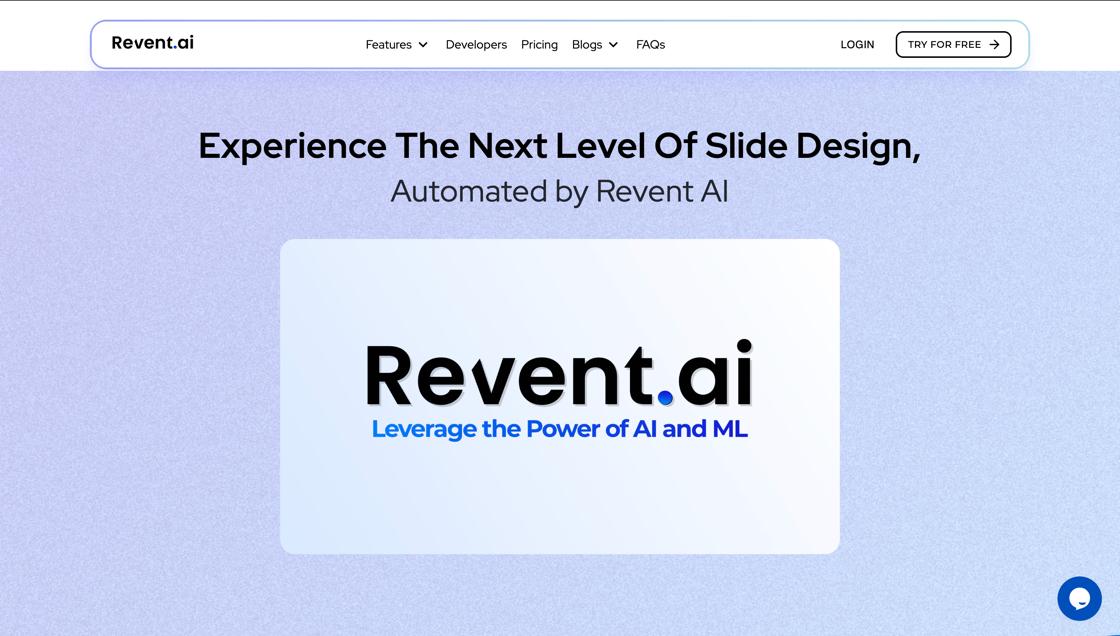 Revent.ai
Features
Developers
Pricing
Blogs
FAQs
LOGIN
TRY FOR FREE
Experience The Next Level Of Slide Design,
Automated by Revent AI
Revent.ai
Leverage the Power of AI and ML